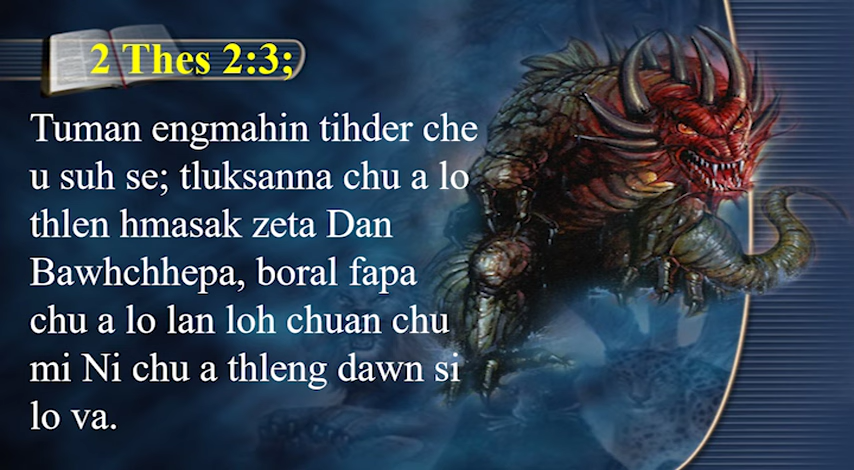 2 Thes 2:3;
Tuman engmahin tihder che
u suh se; tluksanna chu a lo
thlen hmasak zeta Dan
Bawhchhepa, boral fapa
chu a lo lan loh chuan chu
mi Ni chu a thleng dawn si
lo va.